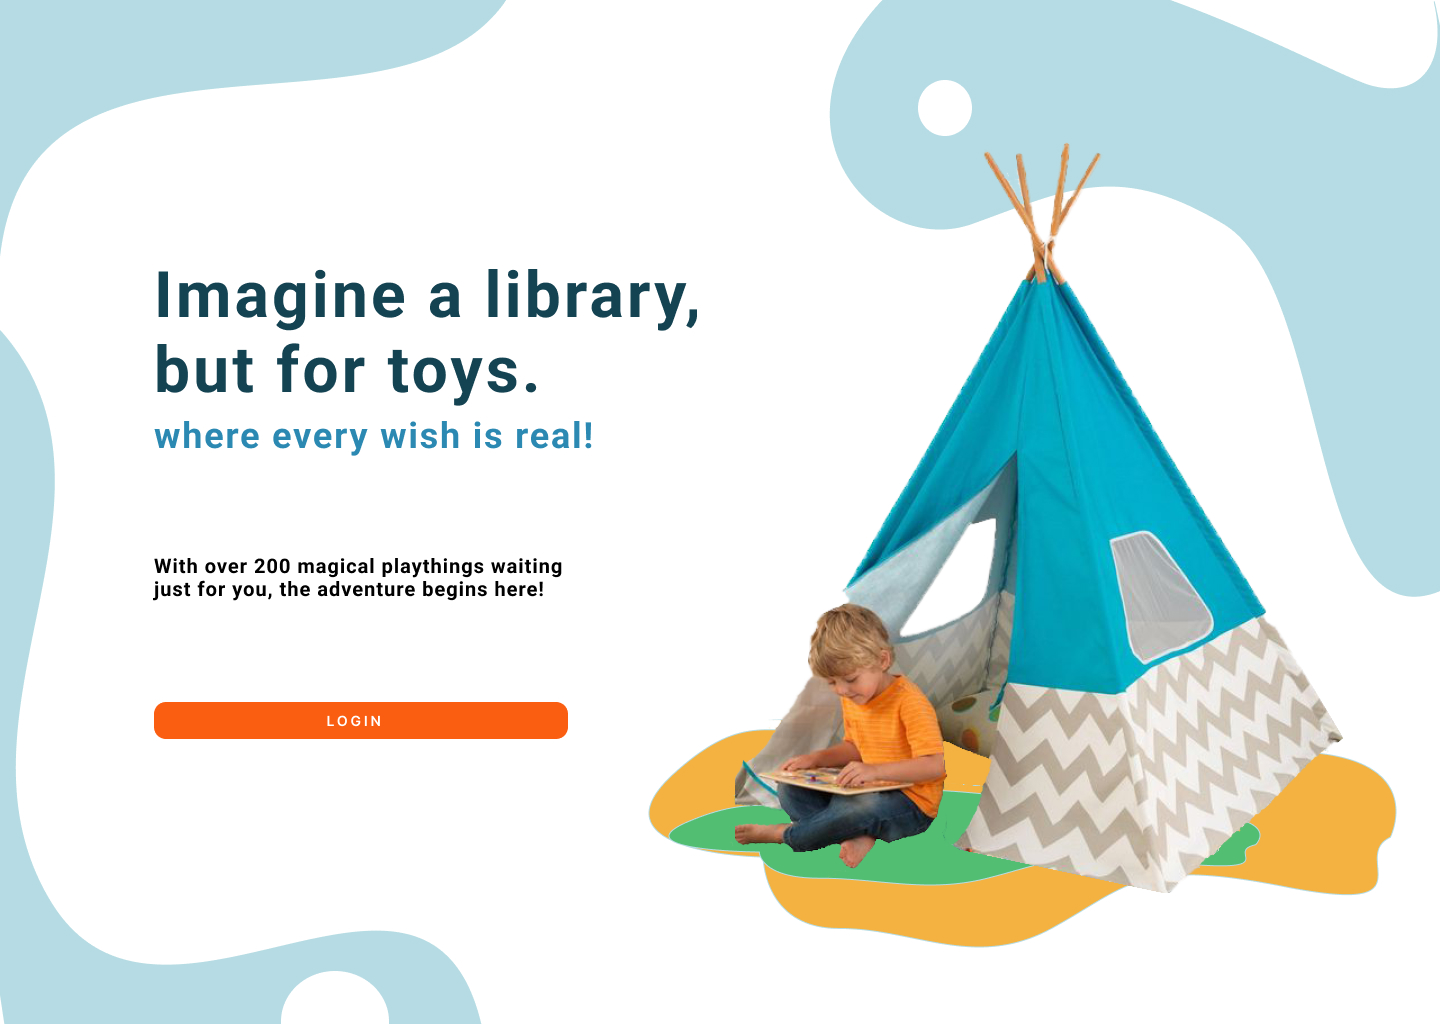 Imagine a library,
but for toys.
where every wish is real!
With over 200 magical playthings waiting
just for you, the adventure begins here!
LOGIN